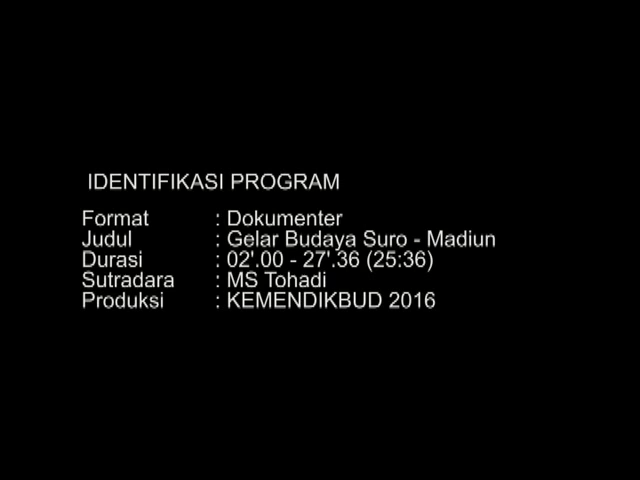 IDENTIFIKASI PROGRAM
Format : Dokumenter
Judul : Gelar Budaya Suro - Madiun
Durasi : 02'.00 - 27'.36 (25:36)
Sutradara : MS Tohadi
Produksi : KEMENDIKBUD 2016